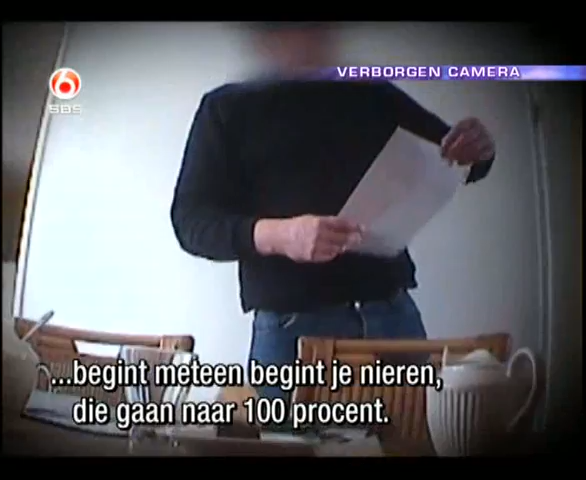 VERBORGEN CAMERA
6
SBS
...begint meteen begint je nieren,
die gaan naar 100 procent.